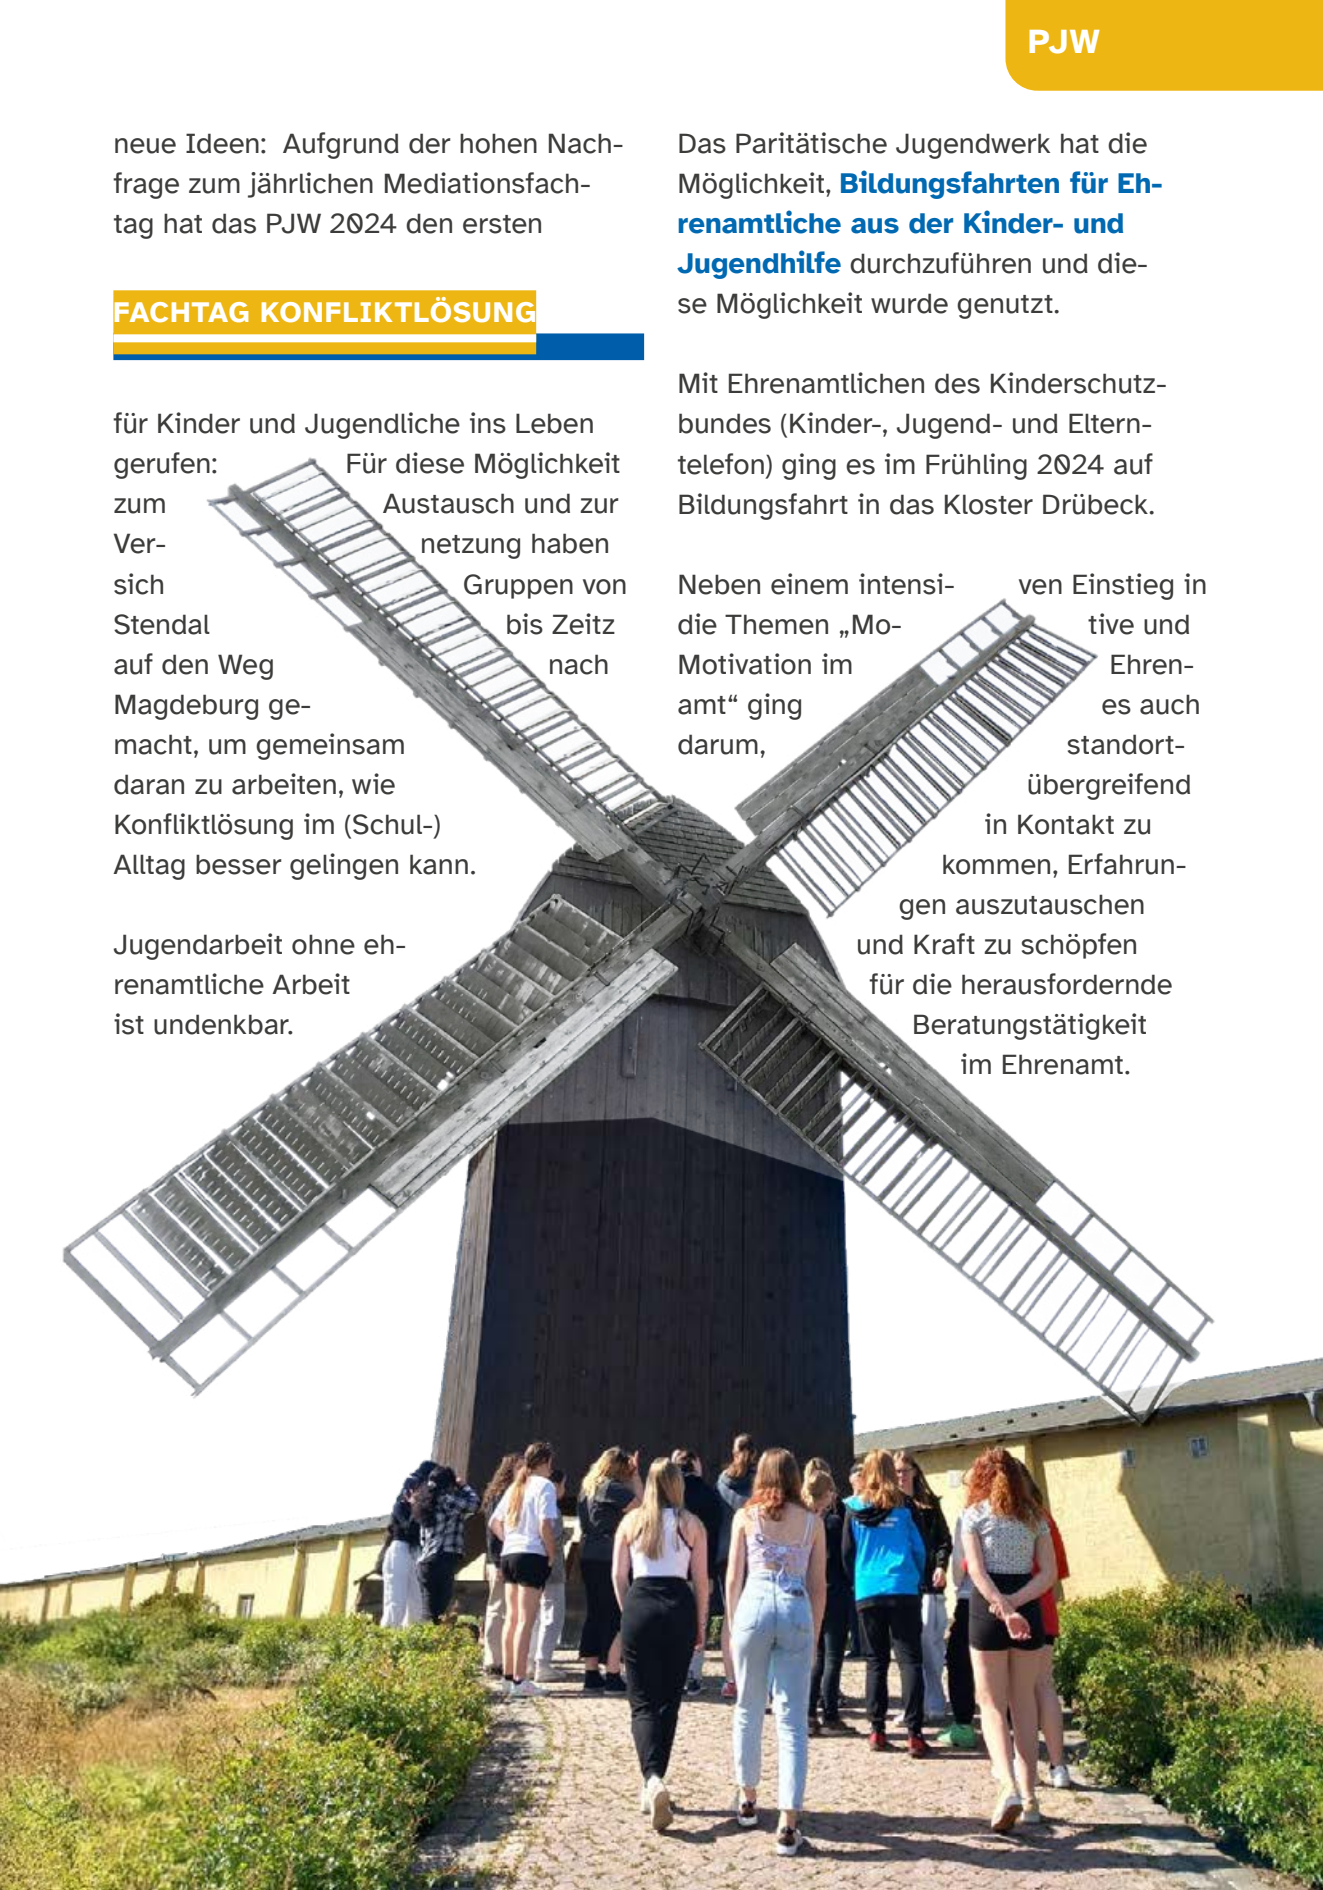 PJW
neue Ideen: Aufgrund der hohen Nach-
frage zum jährlichen Mediationsfach-
tag hat das PJW 2024 den ersten
FACHTAG KONFLIKTLÖSUNG
für Kinder und Jugendliche ins Leben
gerufen: Für diese Möglichkeit
zum Austausch und zur
Ver- netzung haben
sich Gruppen von
Stendal bis Zeitz
auf den Weg nach
Magdeburg ge-
macht, um gemeinsam
daran zu arbeiten, wie
Konfliktlösung im (Schul-)
Alltag besser gelingen kann.
Jugendarbeit ohne eh-
renamtliche Arbeit
ist undenkbar.
Das Paritätische Jugendwerk hat die
Möglichkeit, Bildungsfahrten für Eh-
renamtliche aus der Kinder- und
Jugendhilfe durchzuführen und die-
se Möglichkeit wurde genutzt.
Mit Ehrenamtlichen des Kinderschutz-
bundes (Kinder-, Jugend- und Eltern-
telefon) ging es im Frühling 2024 auf
Bildungsfahrt in das Kloster Drübeck.
Neben einem intensi- ven Einstieg in
die Themen „Mo- tive und
Motivation im Ehren-
amt“ ging es auch
darum, standort-
übergreifend
in Kontakt zu
kommen, Erfahrun-
gen auszutauschen
und Kraft zu schöpfen
für die herausfordernde
Beratungstätigkeit
im Ehrenamt.